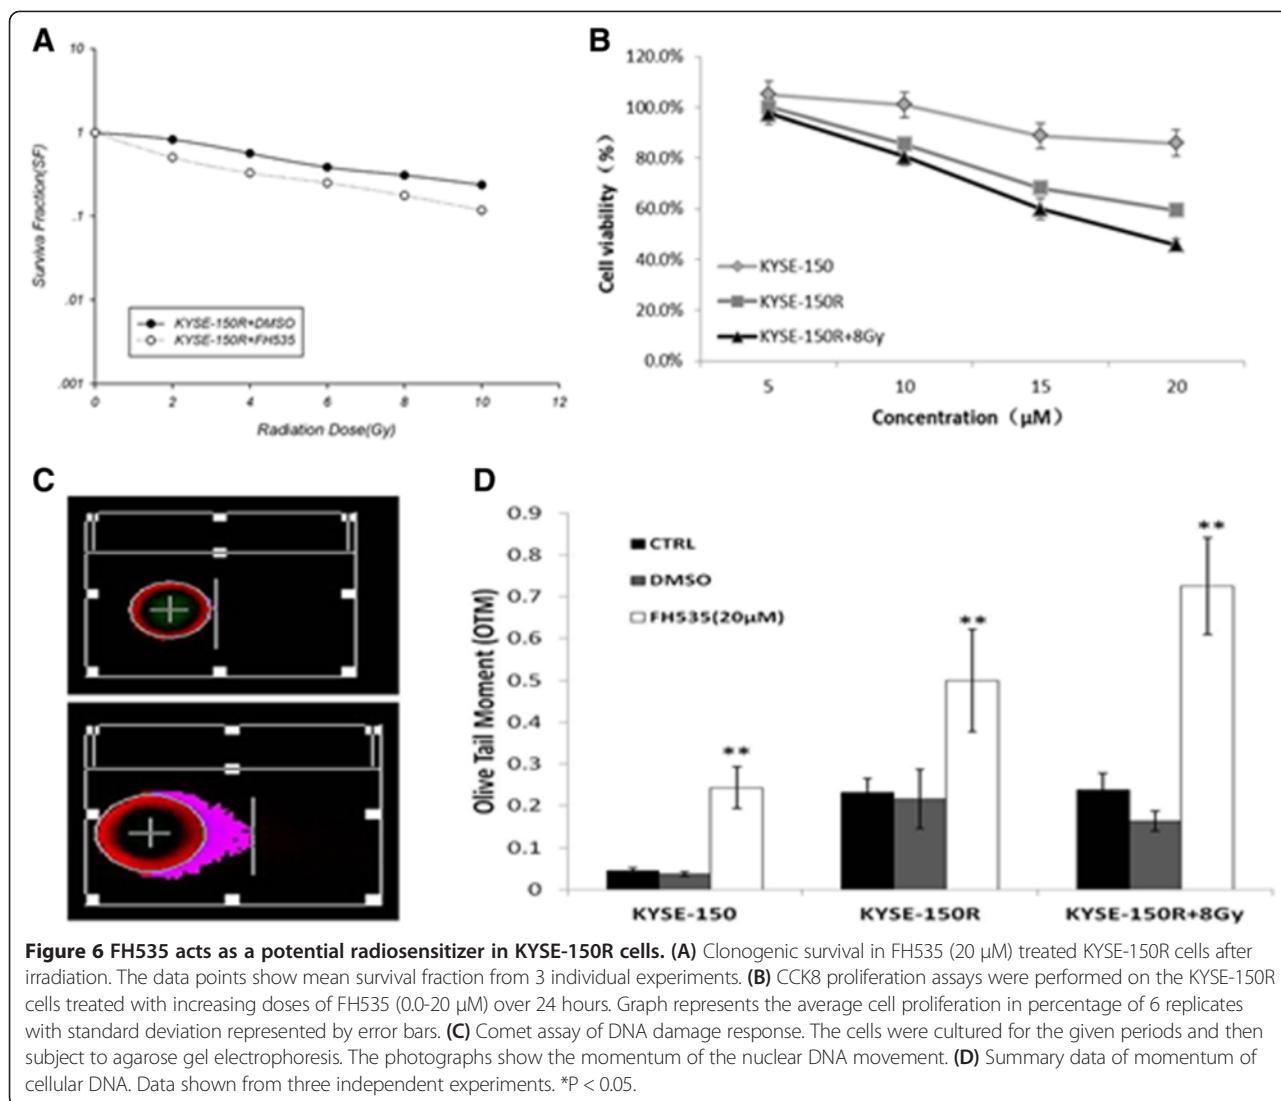 A
10
1
.1
.01
.001
Surviva Fraction(SF)
KYSE-150R+DMSO
KYSE-150R+FH535
0 2 4 6 8 10 12
Radiation Dose(Gy)
B
120.0%
100.0%
80.0%
60.0%
40.0%
20.0%
0.0%
Cell viability (%)
KYSE-150
KYSE-150R
KYSE-150R+8Gy
5 10 15 20
Concentration (μM)
C
D
0.9
0.8
0.7
0.6
0.5
0.4
0.3
0.2
0.1
0
Olive Tail Moment (OTM)
CTRL
DMSO
FH535(20μM)
**
**
**
KYSE-150 KYSE-150R KYSE-150R+8Gy
Figure 6 FH535 acts as a potential radiosensitizer in KYSE-150R cells. (A) Clonogenic survival in FH535 (20 μM) treated KYSE-150R cells after
irradiation. The data points show mean survival fraction from 3 individual experiments. (B) CCK8 proliferation assays were performed on the KYSE-150R
cells treated with increasing doses of FH535 (0.0-20 μM) over 24 hours. Graph represents the average cell proliferation in percentage of 6 replicates
with standard deviation represented by error bars. (C) Comet assay of DNA damage response. The cells were cultured for the given periods and then
subject to agarose gel electrophoresis. The photographs show the momentum of the nuclear DNA movement. (D) Summary data of momentum of
cellular DNA. Data shown from three independent experiments. *P < 0.05.